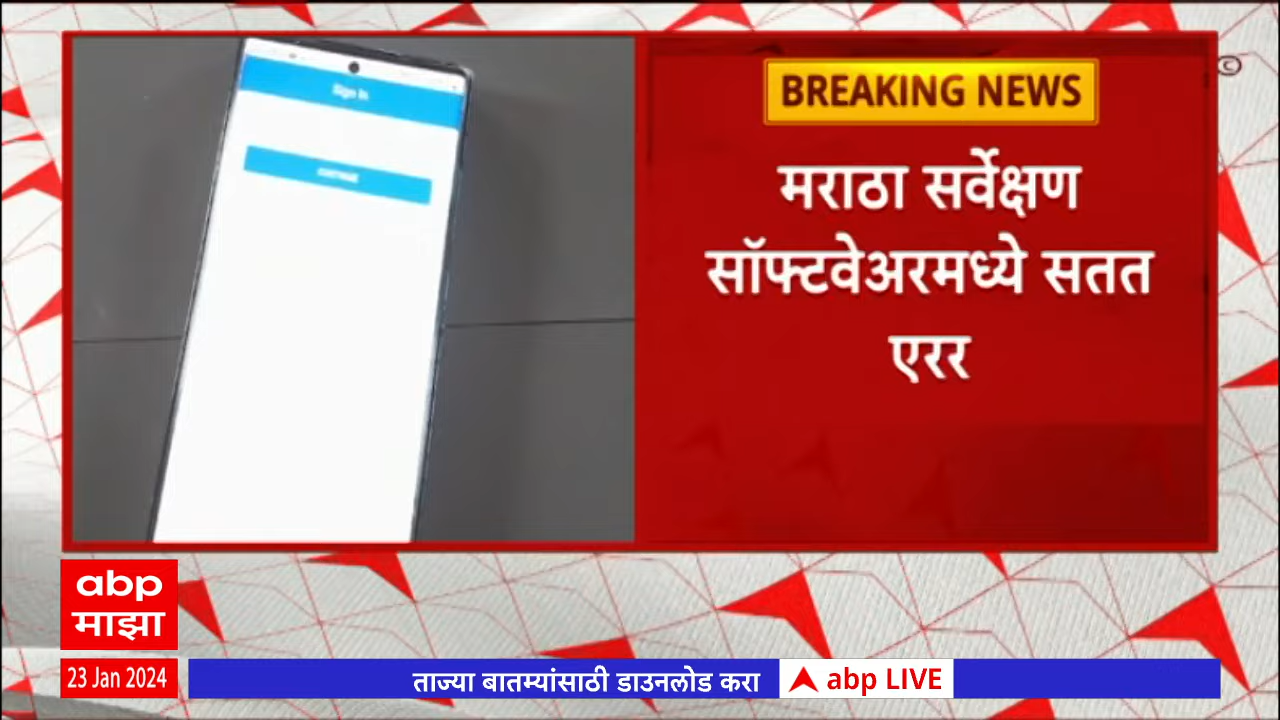 Sign In
BREAKING NEWS
मराठा सर्वेक्षण
सॉफ्टवेअरमध्ये सतत
एरर
abp
माझा
23 Jan 2024
ताज्या बातम्यांसाठी डाउनलोड करा
abp LIVE